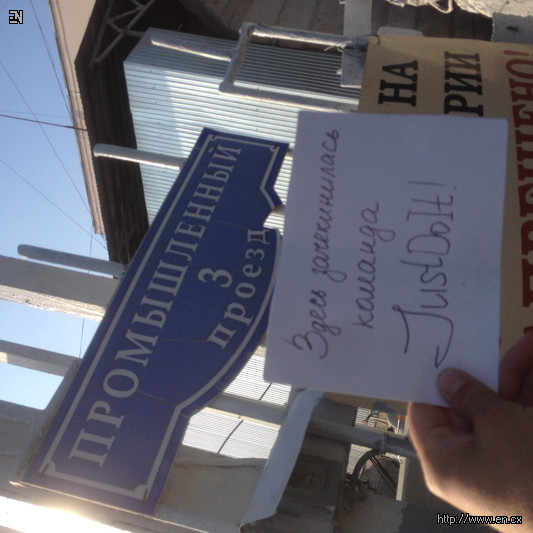 EN
ПРОМЫШЛЕННЫЙ
3
проезд
Здесь зачекинилась
команда
JustDoIt!
НА
РИИ
http://www.en.cx